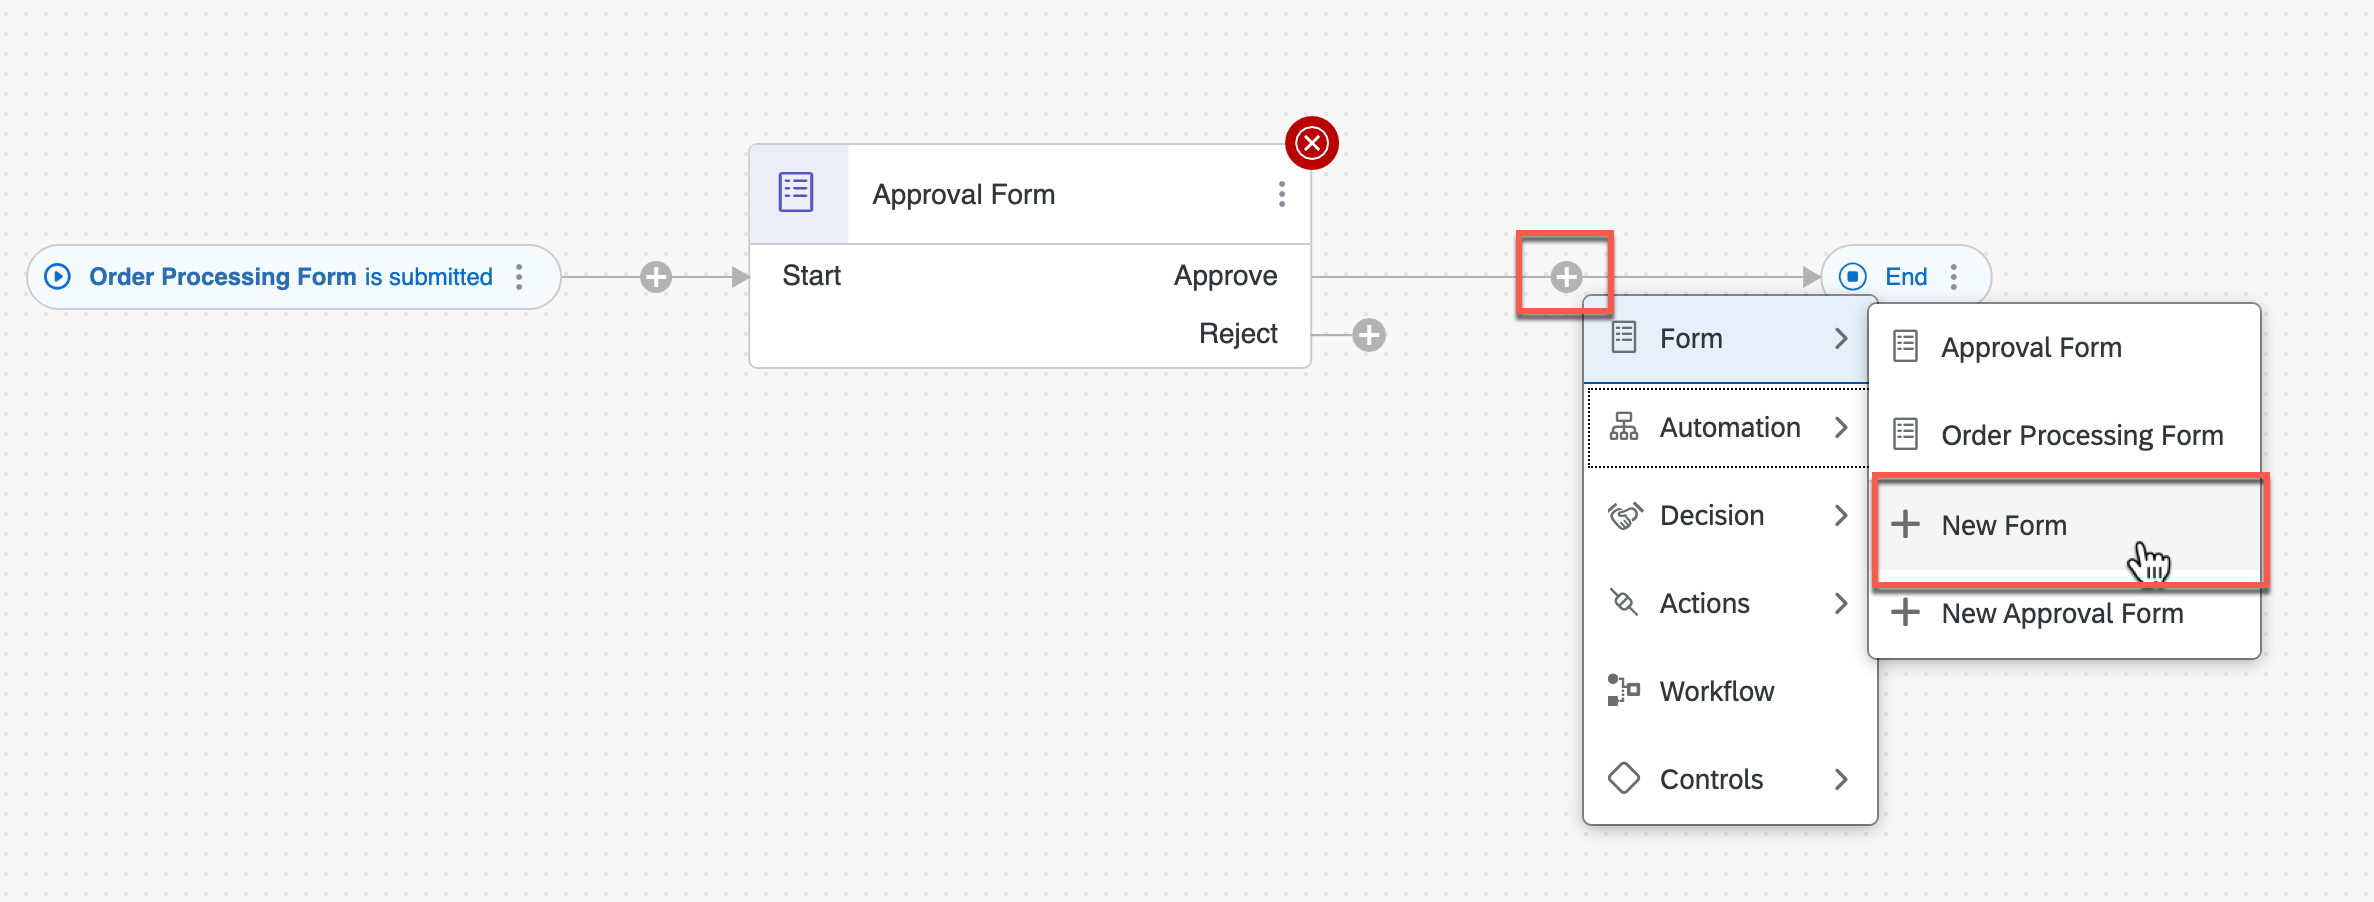 Order Processing Form is submitted
Approval Form
Start
Approve
Reject
End
Form
Automation
Decision
Actions
Workflow
Controls
Approval Form
Order Processing Form
New Form
New Approval Form